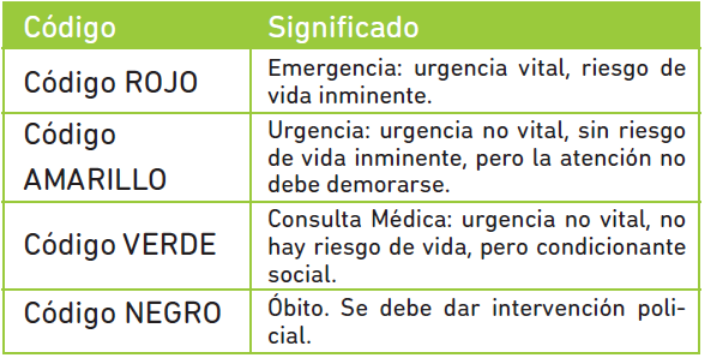 Código Significado
Código ROJO
Emergencia: urgencia vital, riesgo de
vida inminente.
Código
AMARILLO
Urgencia: urgencia no vital, sin riesgo
de vida inminente, pero la atención no
debe demorarse.
Código VERDE
Consulta Médica: urgencia no vital, no
hay riesgo de vida, pero condicionante
social.
Código NEGRO
Óbito. Se debe dar intervención poli-
cial.